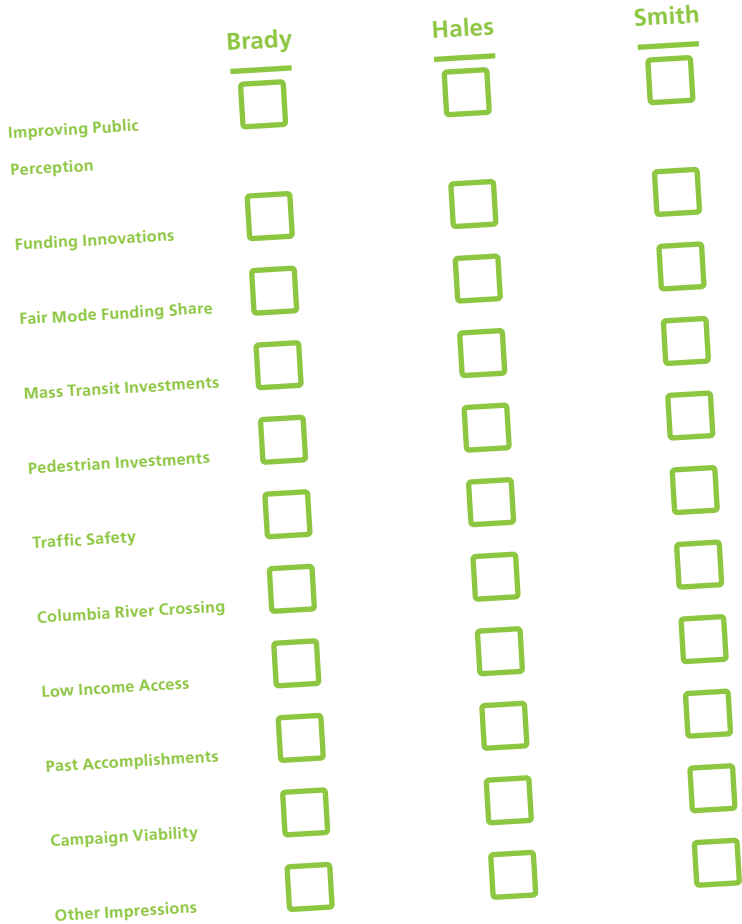 Brady Hales Smith
Improving Public
Perception
Funding Innovations
Fair Mode Funding Share
Mass Transit Investments
Pedestrian Investments
Traffic Safety
Columbia River Crossing
Low Income Access
Past Accomplishments
Campaign Viability
Other Impressions